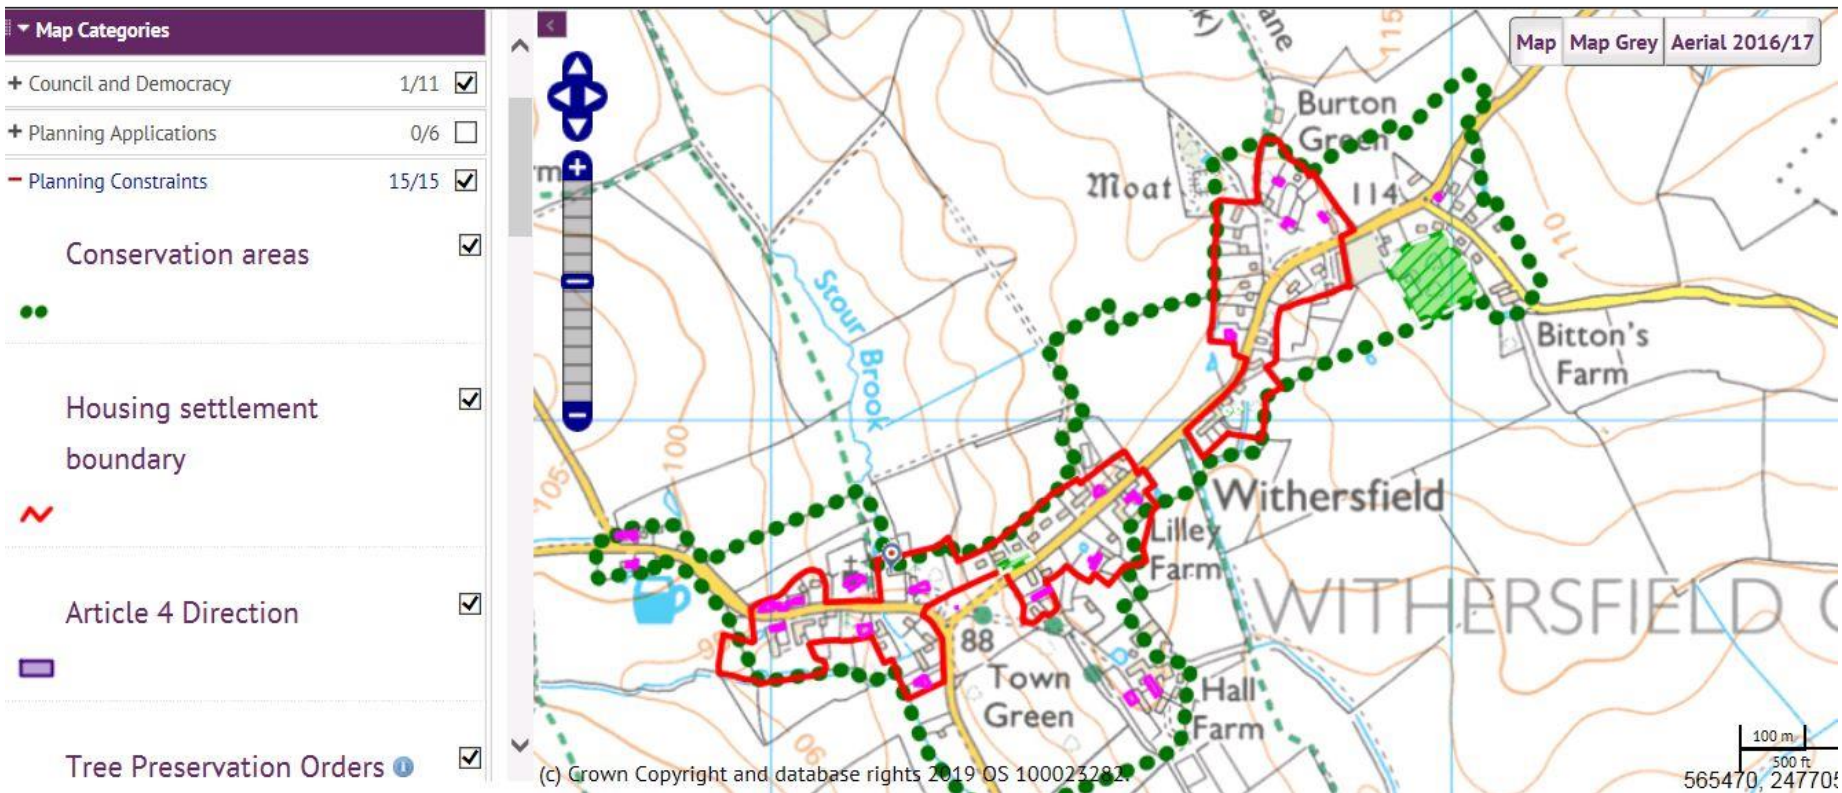 Map Categories
+ Council and Democracy 1/11
+ Planning Applications 0/6
− Planning Constraints 15/15
Conservation areas
Housing settlement
boundary
Article 4 Direction
Tree Preservation Orders
Map
Map Grey
Aerial 2016/17
ane
115
Burton
Green
Moat
114
110
Stour
Brook
Bitton's
Farm
100
105
Withersfield
Lilley
Farm
WITHERSFIELD C
88
Town
Green
Hall
Farm
90
100 m
500 ft
(c) Crown Copyright and database rights 2019 OS 100023282.
565470, 247705